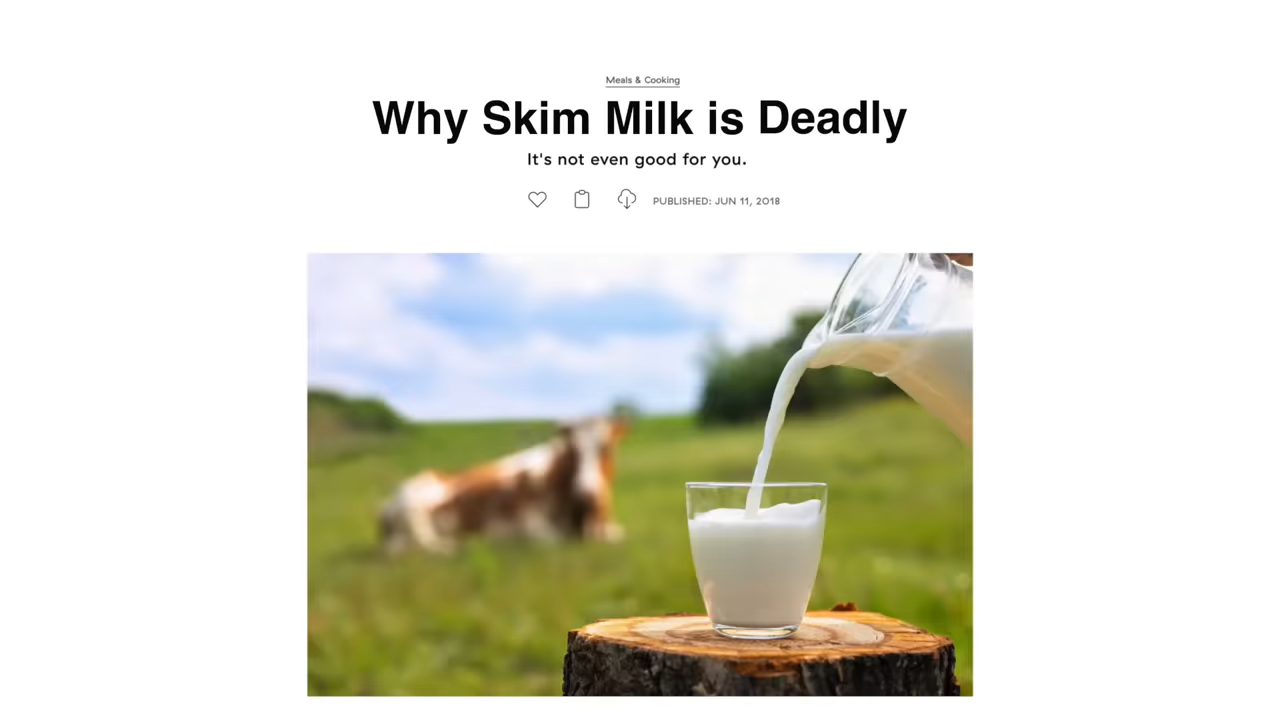 Meals & Cooking
Why Skim Milk is Deadly
It's not even good for you.
PUBLISHED: JUN 11, 2018